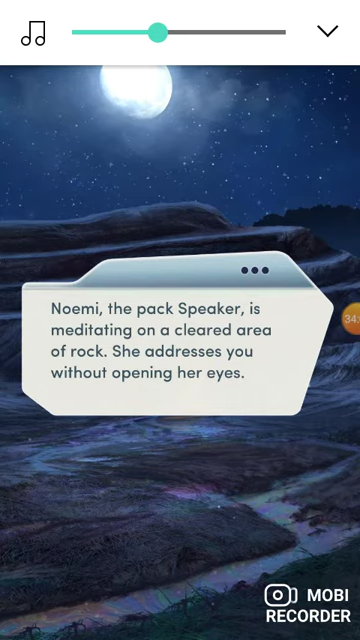 Noemi, the pack Speaker, is
meditating on a cleared area
of rock. She addresses you
without opening her eyes.
MOBI
RECORDER